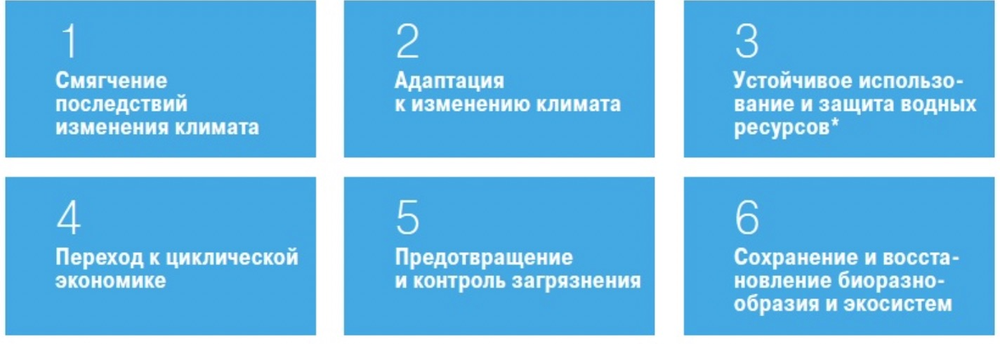 1
Смягчение
последствий
изменения климата
2
Адаптация
к изменению климата
3
Устойчивое использо-
вание и защита водных
ресурсов*
4
Переход к циклической
экономике
5
Предотвращение
и контроль загрязнения
6
Сохранение и восста-
новление биоразно-
образия и экосистем